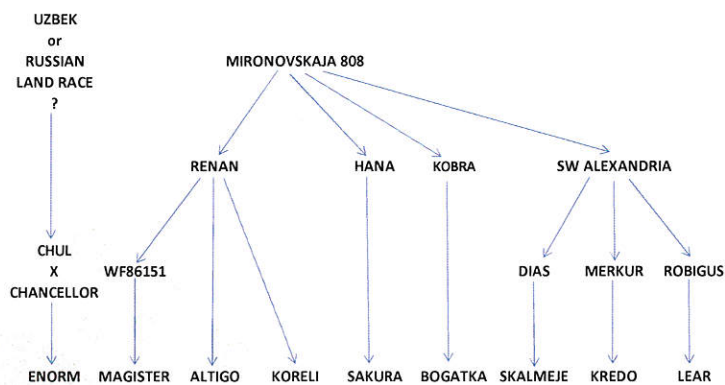 UZBEK
or
RUSSIAN
LAND RACE
?
MIRONOVSKAJA 808
RENAN
HANA
KOBRA
SW ALEXANDRIA
CHUL
X
CHANCELLOR
WF86151
DIAS
MERKUR
ROBIGUS
ENORM
MAGISTER
ALTIGO
KORELI
SAKURA
BOGATKA
SKALMEJE
KREDO
LEAR